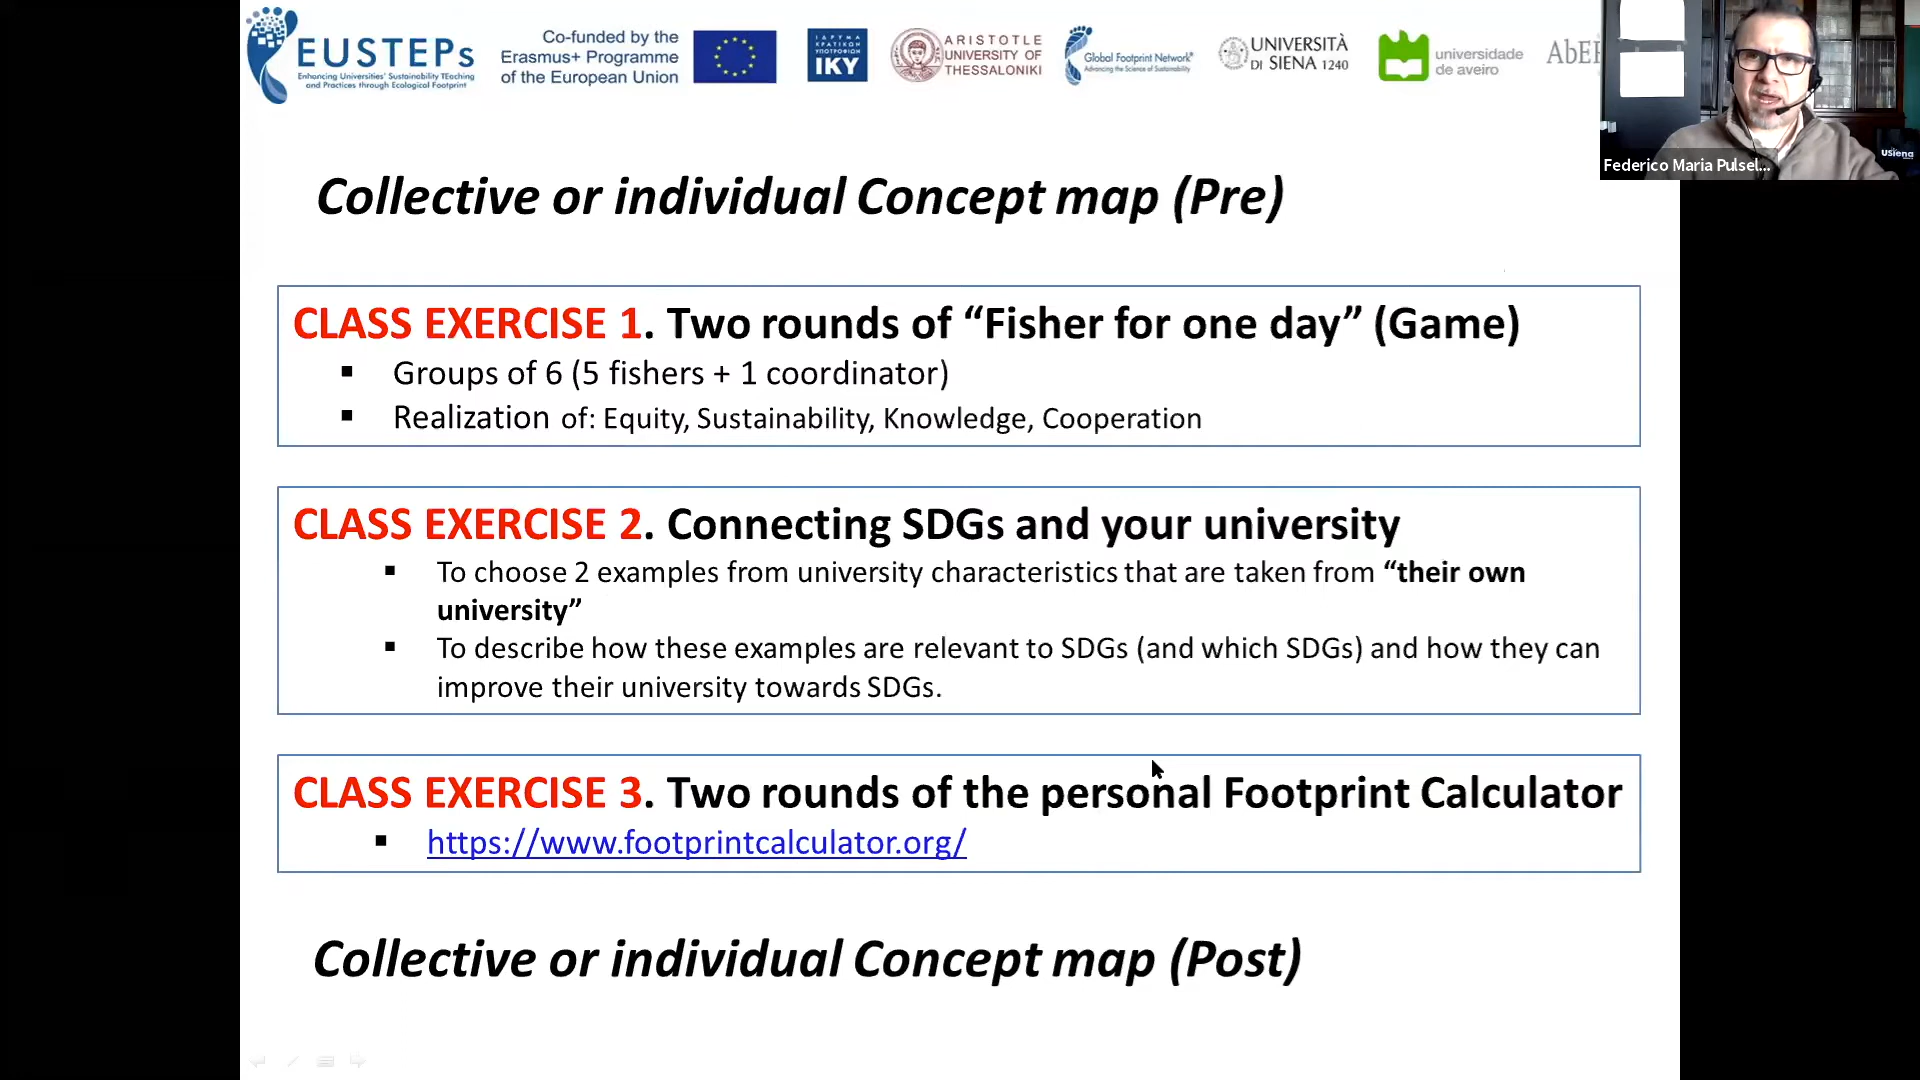 EUSTEPs
Enhancing Universities' Sustainability TEaching
and Practices through Ecological Footprint
Co-funded by the
Erasmus+ Programme
of the European Union
ΙΔΡΥΜΑ
ΚΡΑΤΙΚΩΝ
ΥΠΟΤΡΟΦΙΩΝ
IKY
ARISTOTLE
UNIVERSITY OF
THESSALONIKI
Global Footprint Network
Advancing the Science of Sustainability
UNIVERSITÀ
DI SIENA 1240
universidade
de aveiro
Federico Maria Pulsel...
USiena
Collective or individual Concept map (Pre)
CLASS EXERCISE 1. Two rounds of “Fisher for one day” (Game)
▪ Groups of 6 (5 fishers + 1 coordinator)
▪ Realization of: Equity, Sustainability, Knowledge, Cooperation
CLASS EXERCISE 2. Connecting SDGs and your university
▪ To choose 2 examples from university characteristics that are taken from “their own
university”
▪ To describe how these examples are relevant to SDGs (and which SDGs) and how they can
improve their university towards SDGs.
CLASS EXERCISE 3. Two rounds of the personal Footprint Calculator
▪ https://www.footprintcalculator.org/
Collective or individual Concept map (Post)